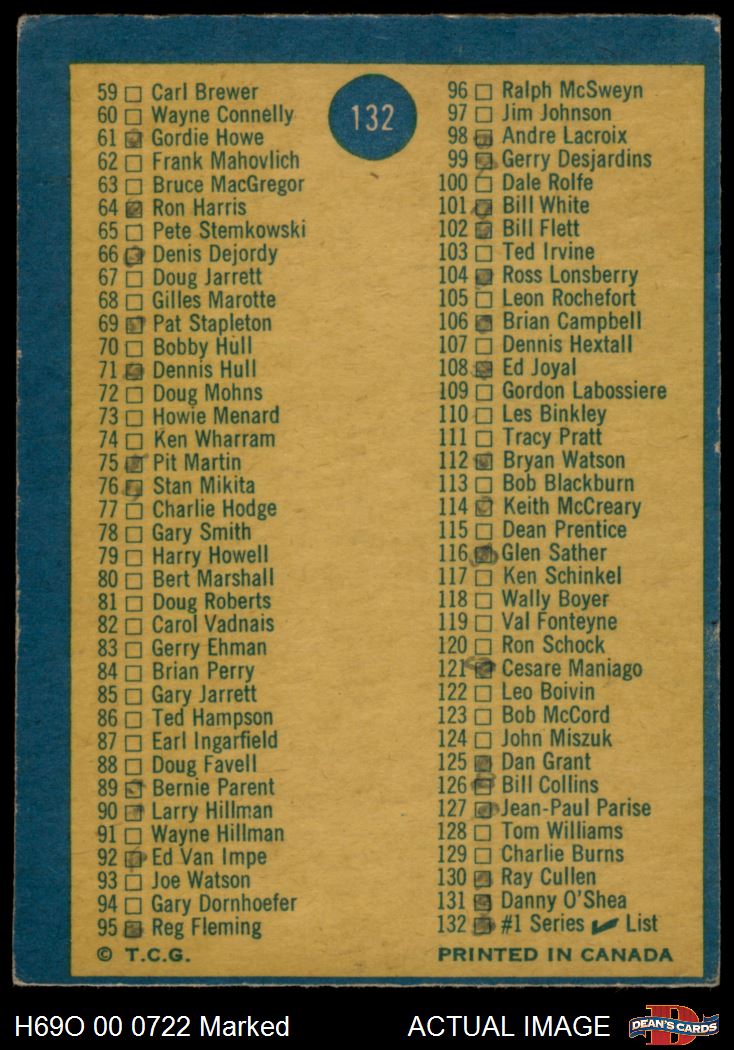 132
59 Carl Brewer
60 Wayne Connelly
61 Gordie Howe
62 Frank Mahovlich
63 Bruce MacGregor
64 Ron Harris
65 Pete Stemkowski
66 Denis Dejordy
67 Doug Jarrett
68 Gilles Marotte
69 Pat Stapleton
70 Bobby Hull
71 Dennis Hull
72 Doug Mohns
73 Howie Menard
74 Ken Wharram
75 Pit Martin
76 Stan Mikita
77 Charlie Hodge
78 Gary Smith
79 Harry Howell
80 Bert Marshall
81 Doug Roberts
82 Carol Vadnais
83 Gerry Ehman
84 Brian Perry
85 Gary Jarrett
86 Ted Hampson
87 Earl Ingarfield
88 Doug Favell
89 Bernie Parent
90 Larry Hillman
91 Wayne Hillman
92 Ed Van Impe
93 Joe Watson
94 Gary Dornhoefer
95 Reg Fleming
© T.C.G.
96 Ralph McSweyn
97 Jim Johnson
98 Andre Lacroix
99 Gerry Desjardins
100 Dale Rolfe
101 Bill White
102 Bill Flett
103 Ted Irvine
104 Ross Lonsberry
105 Leon Rochefort
106 Brian Campbell
107 Dennis Hextall
108 Ed Joyal
109 Gordon Labossiere
110 Les Binkley
111 Tracy Pratt
112 Bryan Watson
113 Bob Blackburn
114 Keith McCreary
115 Dean Prentice
116 Glen Sather
117 Ken Schinkel
118 Wally Boyer
119 Val Fonteyne
120 Ron Schock
121 Cesare Maniago
122 Leo Boivin
123 Bob McCord
124 John Miszuk
125 Dan Grant
126 Bill Collins
127 Jean-Paul Parise
128 Tom Williams
129 Charlie Burns
130 Ray Cullen
131 Danny O'Shea
132 #1 Series ✔ List
PRINTED IN CANADA
H69O 00 0722 Marked
ACTUAL IMAGE
DEAN'S CARDS